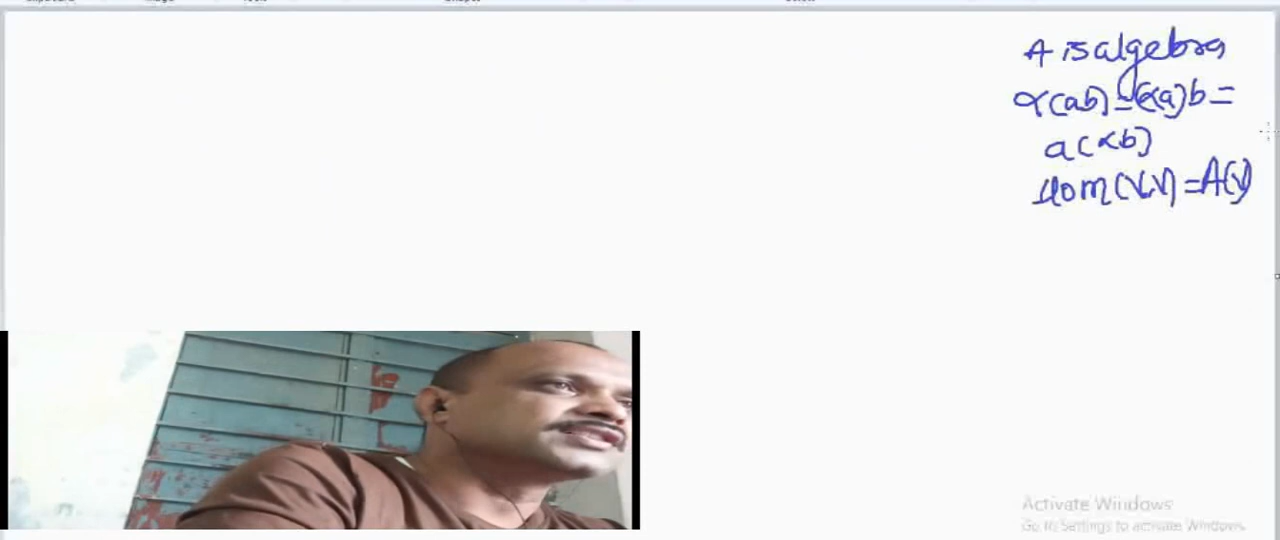 A is algebra
α(ab) = (αa)b =
a(αb)
Hom(V,V) = A(V)
Activate Windows
Go to Settings to activate Windows.